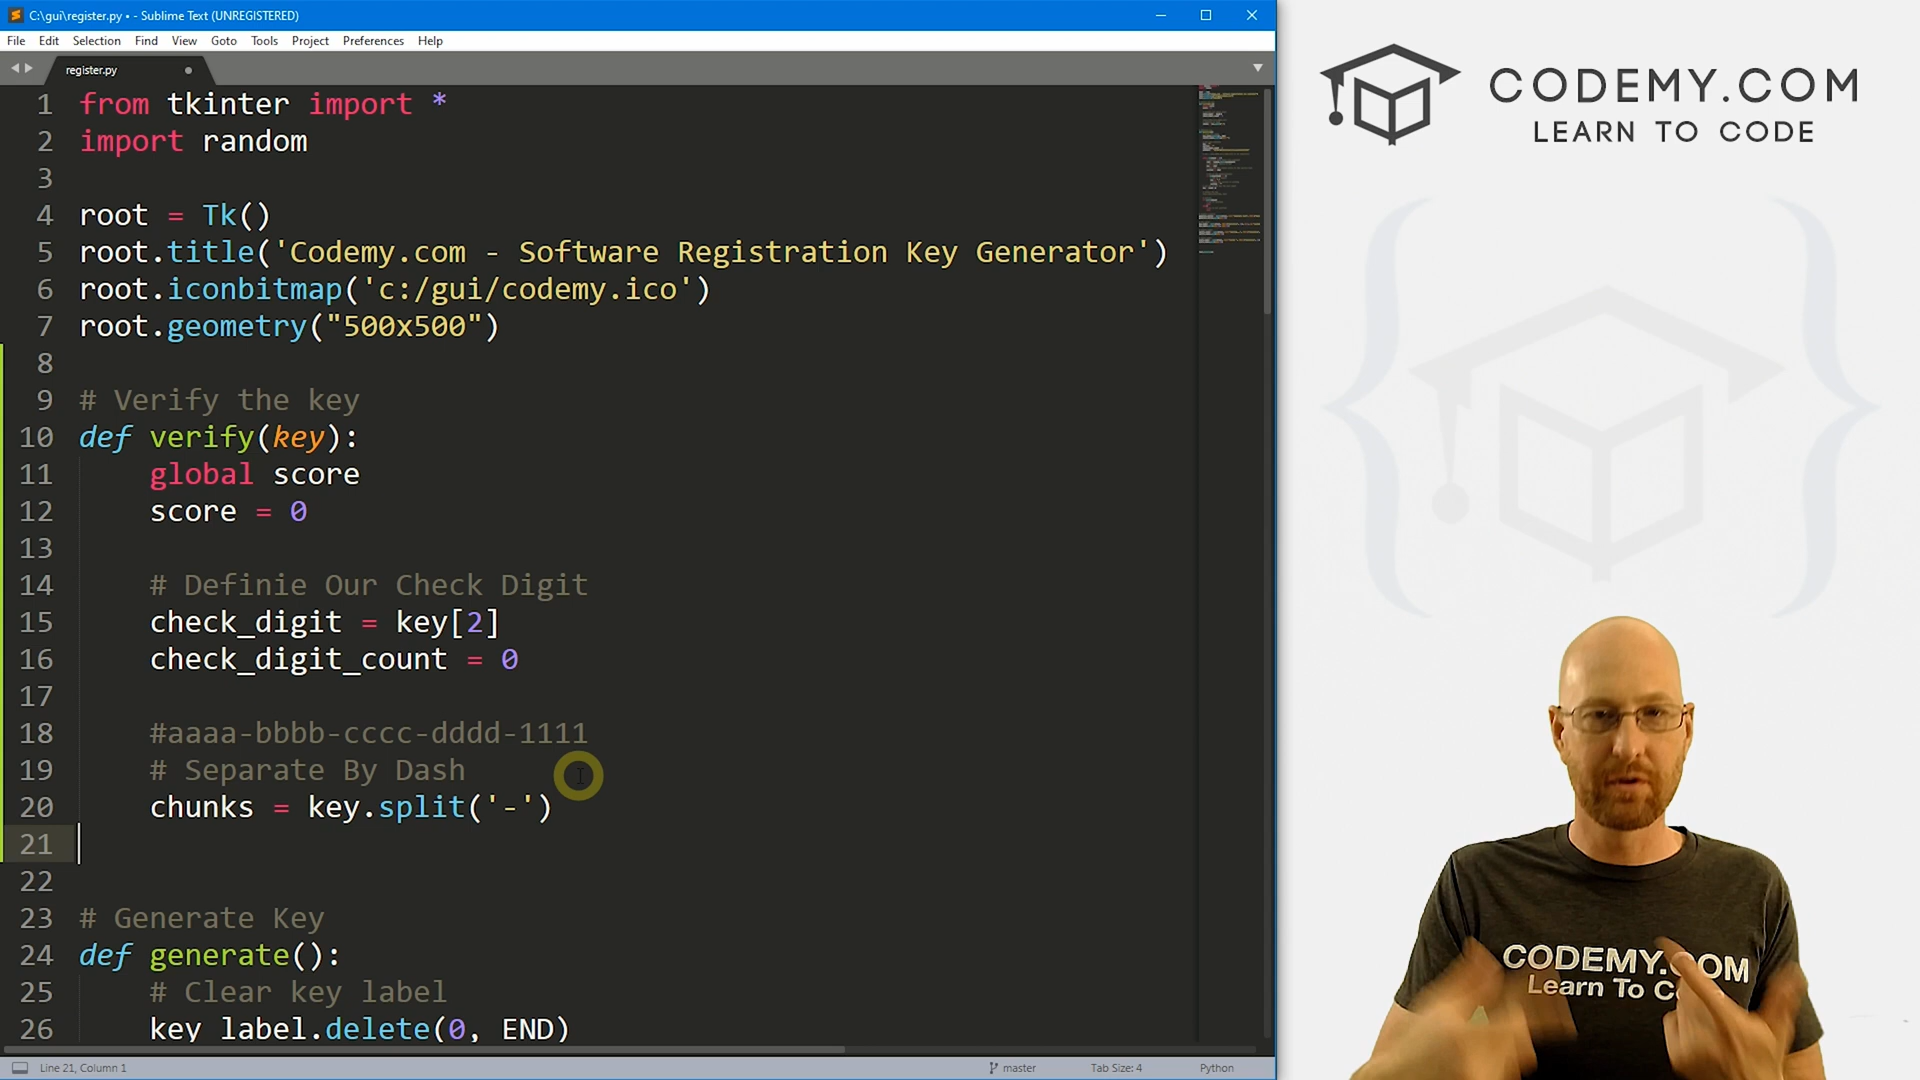 C:\gui\register.py • - Sublime Text (UNREGISTERED)
File Edit Selection Find View Goto Tools Project Preferences Help
register.py
1 from tkinter import *
2 import random
3
4 root = Tk()
5 root.title('Codemy.com - Software Registration Key Generator')
6 root.iconbitmap('c:/gui/codemy.ico')
7 root.geometry("500x500")
8
9 # Verify the key
10 def verify(key):
11 global score
12 score = 0
13
14 # Definie Our Check Digit
15 check_digit = key[2]
16 check_digit_count = 0
17
18 #aaaa-bbbb-cccc-dddd-1111
19 # Separate By Dash
20 chunks = key.split('-')
21
22
23 # Generate Key
24 def generate():
25 # Clear key label
26 key_label.delete(0, END)
Line 21, Column 1 master Tab Size: 4 Python
CODEMY.COM
LEARN TO CODE
CODEMY.COM
Learn To C